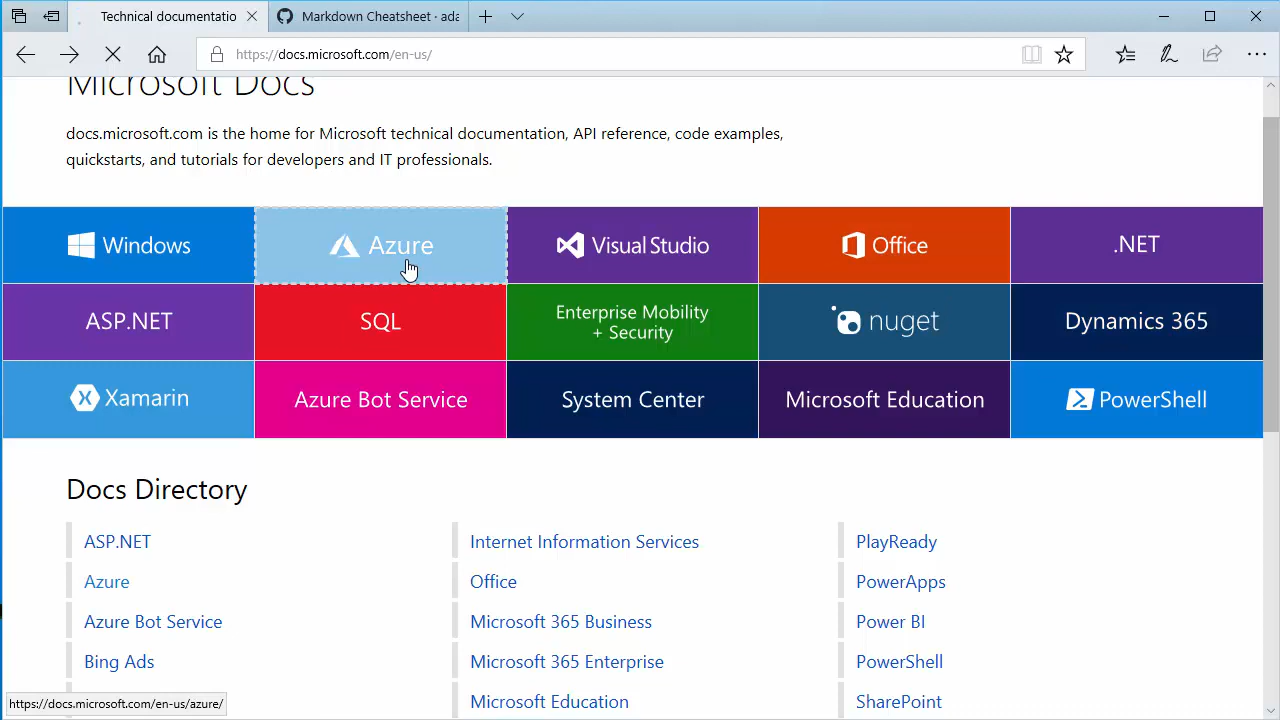 Technical documentatio
Markdown Cheatsheet · ada
https://docs.microsoft.com/en-us/
Microsoft Docs
docs.microsoft.com is the home for Microsoft technical documentation, API reference, code examples,
quickstarts, and tutorials for developers and IT professionals.
Windows
Azure
Visual Studio
Office
.NET
ASP.NET
SQL
Enterprise Mobility
+ Security
nuget
Dynamics 365
Xamarin
Azure Bot Service
System Center
Microsoft Education
PowerShell
Docs Directory
ASP.NET
Internet Information Services
PlayReady
Azure
Office
PowerApps
Azure Bot Service
Microsoft 365 Business
Power BI
Bing Ads
Microsoft 365 Enterprise
PowerShell
Microsoft Education
SharePoint
https://docs.microsoft.com/en-us/azure/